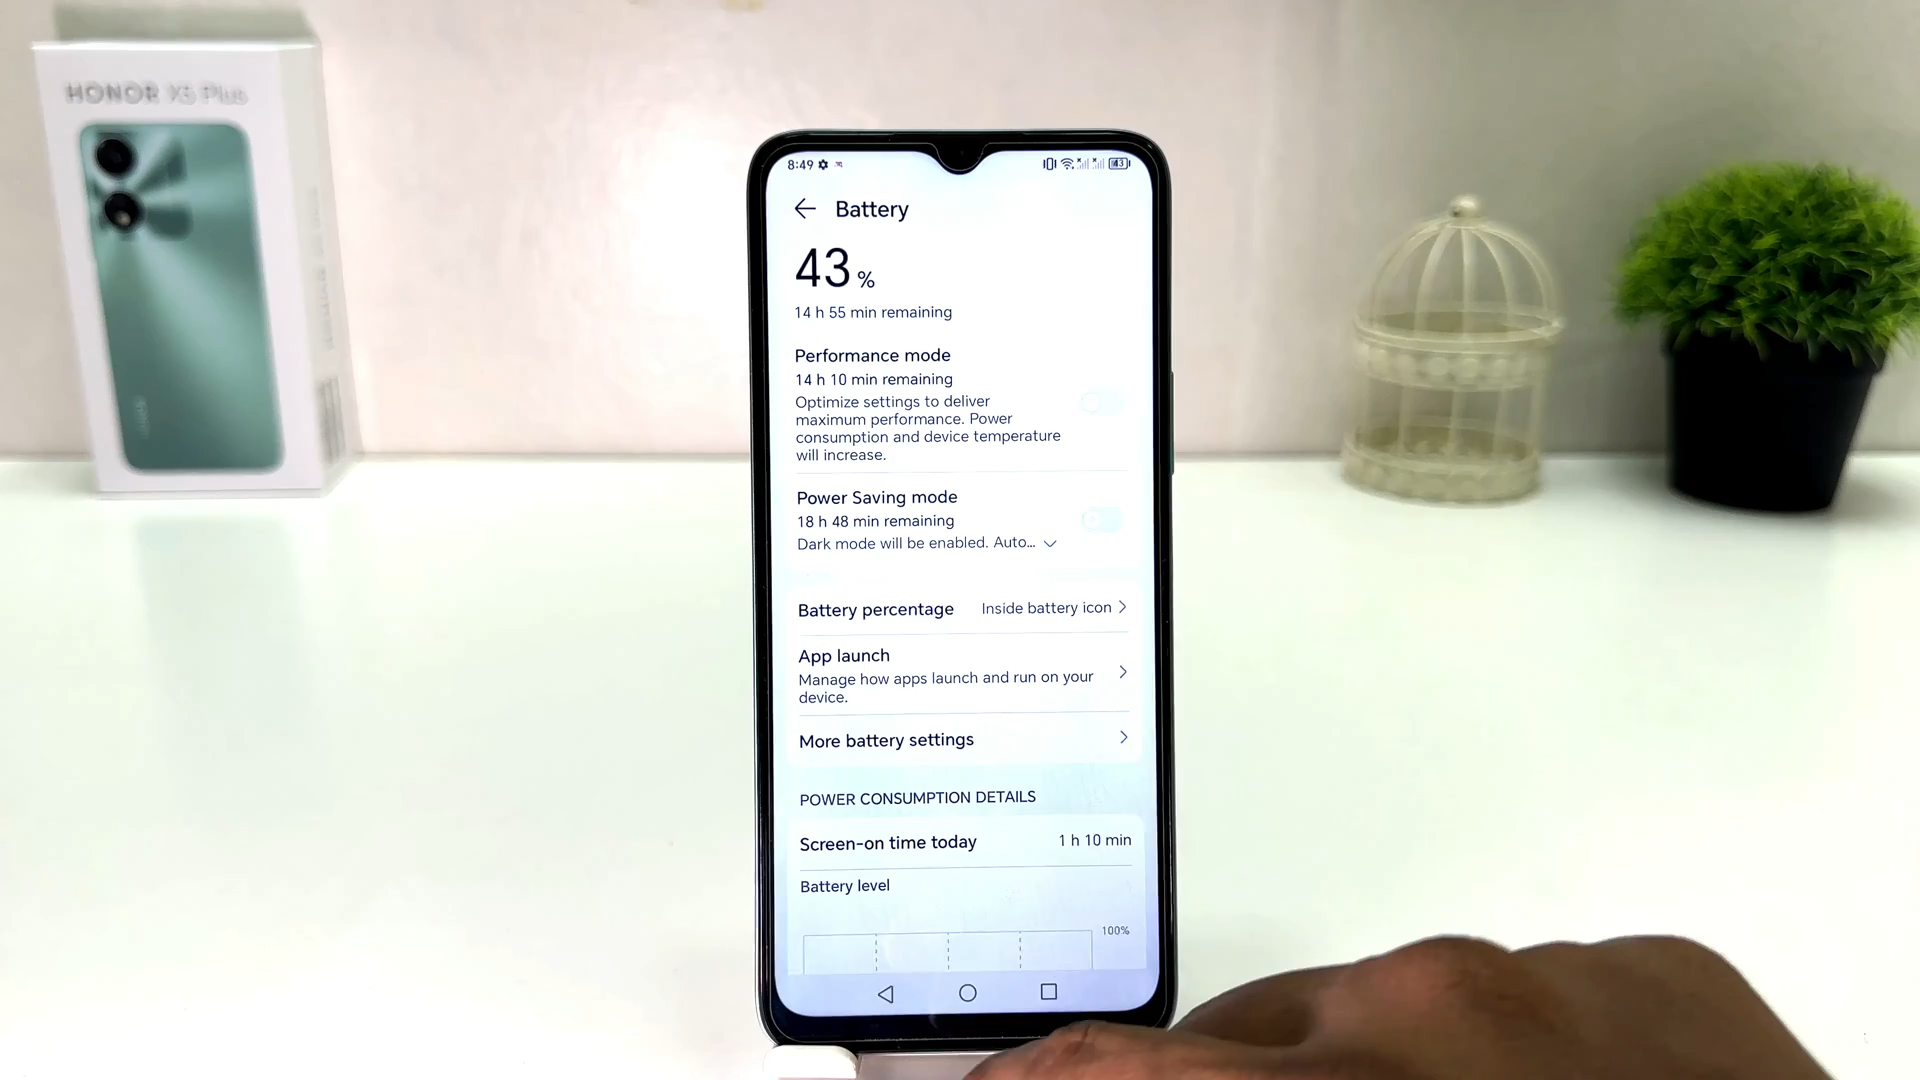 HONOR X5 Plus
8:49
43
Battery
43 %
14 h 55 min remaining
Performance mode
14 h 10 min remaining
Optimize settings to deliver
maximum performance. Power
consumption and device temperature
will increase.
Power Saving mode
18 h 48 min remaining
Dark mode will be enabled. Auto...
Battery percentage Inside battery icon
App launch
Manage how apps launch and run on your
device.
More battery settings
POWER CONSUMPTION DETAILS
Screen-on time today 1 h 10 min
Battery level
100%